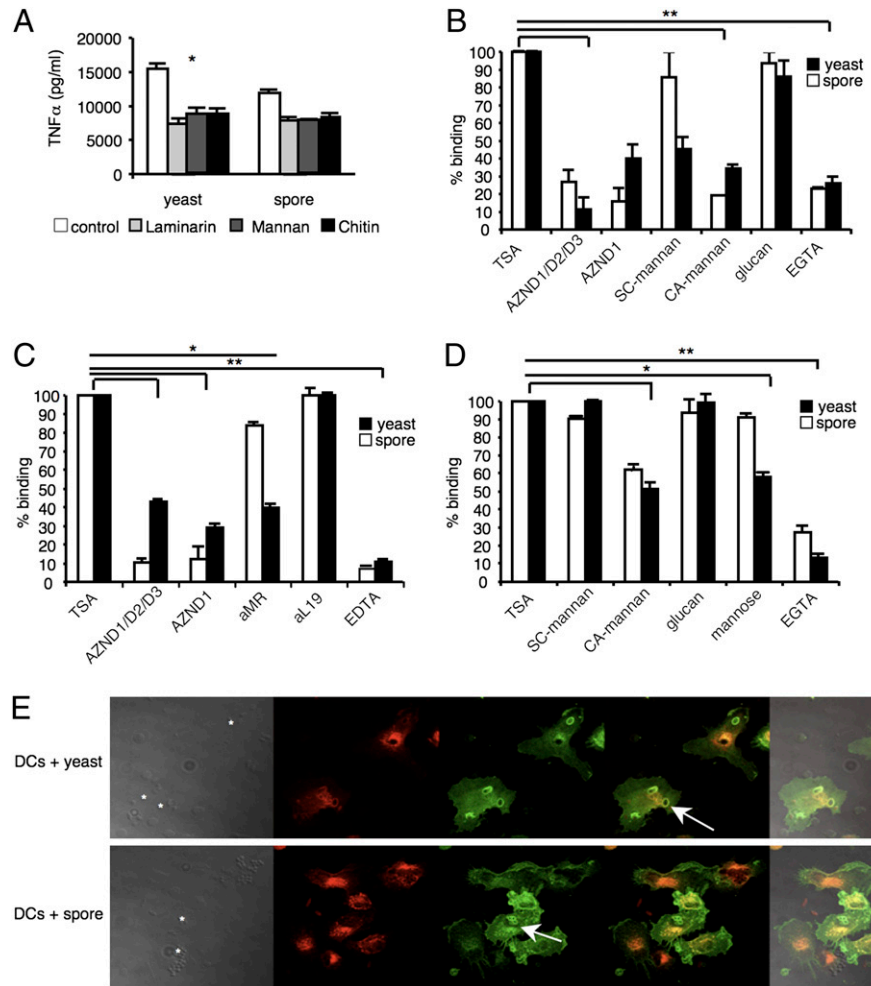 A
TNFα (pg/ml)
20000
15000
10000
5000
0
*
yeast
spore
control
Laminarin
Mannan
Chitin
B
**
% binding
100
90
80
70
60
50
40
30
20
10
0
yeast
spore
TSA
AZND1/D2/D3
AZND1
SC-mannan
CA-mannan
glucan
EGTA
C
*
**
% binding
100
90
80
70
60
50
40
30
20
10
0
yeast
spore
TSA
AZND1/D2/D3
AZND1
aMR
aL19
EDTA
D
**
*
% binding
100
90
80
70
60
50
40
30
20
10
0
yeast
spore
TSA
SC-mannan
CA-mannan
glucan
mannose
EGTA
E
DCs + yeast
*
*
*
DCs + spore
*
*